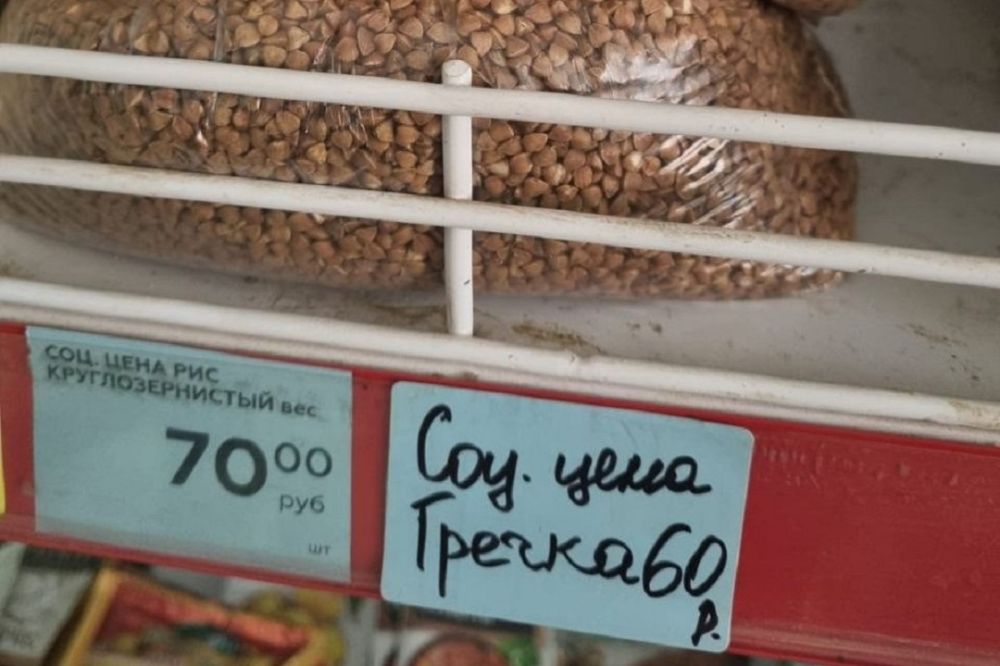 СОЦ. ЦЕНА РИС
КРУГЛОЗЕРНИСТЫЙ вес
70 00
руб
шт
Соц. цена
Гречка 60
р.